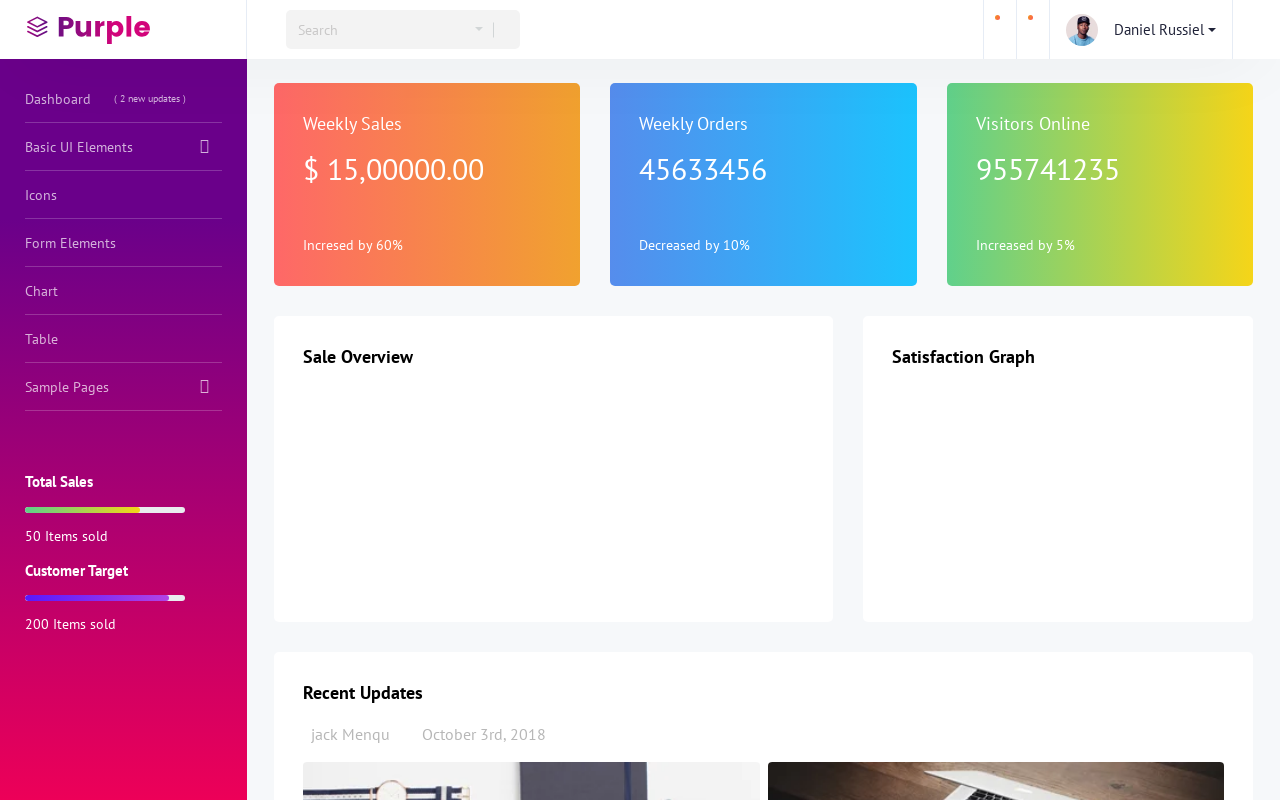 Purple
Search
Daniel Russiel
Dashboard ( 2 new updates )
Basic UI Elements
Icons
Form Elements
Chart
Table
Sample Pages
Total Sales
50 Items sold
Customer Target
200 Items sold
Weekly Sales
$ 15,00000.00
Incresed by 60%
Weekly Orders
45633456
Decreased by 10%
Visitors Online
955741235
Increased by 5%
Sale Overview
Satisfaction Graph
Recent Updates
jack Menqu October 3rd, 2018